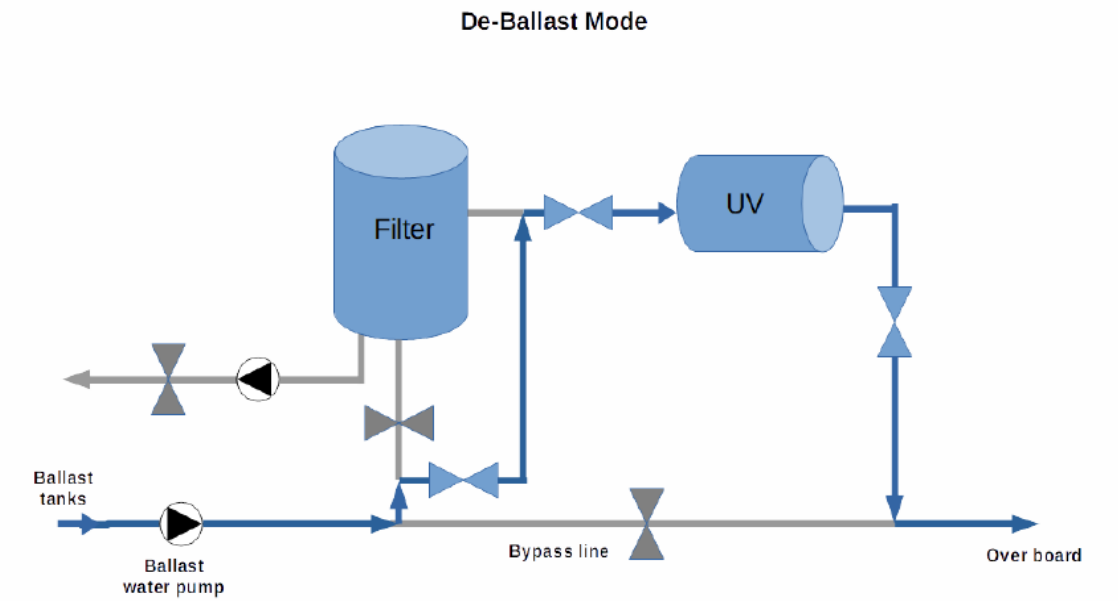 De-Ballast Mode
Filter
UV
Ballast
tanks
Ballast
water pump
Bypass line
Over board